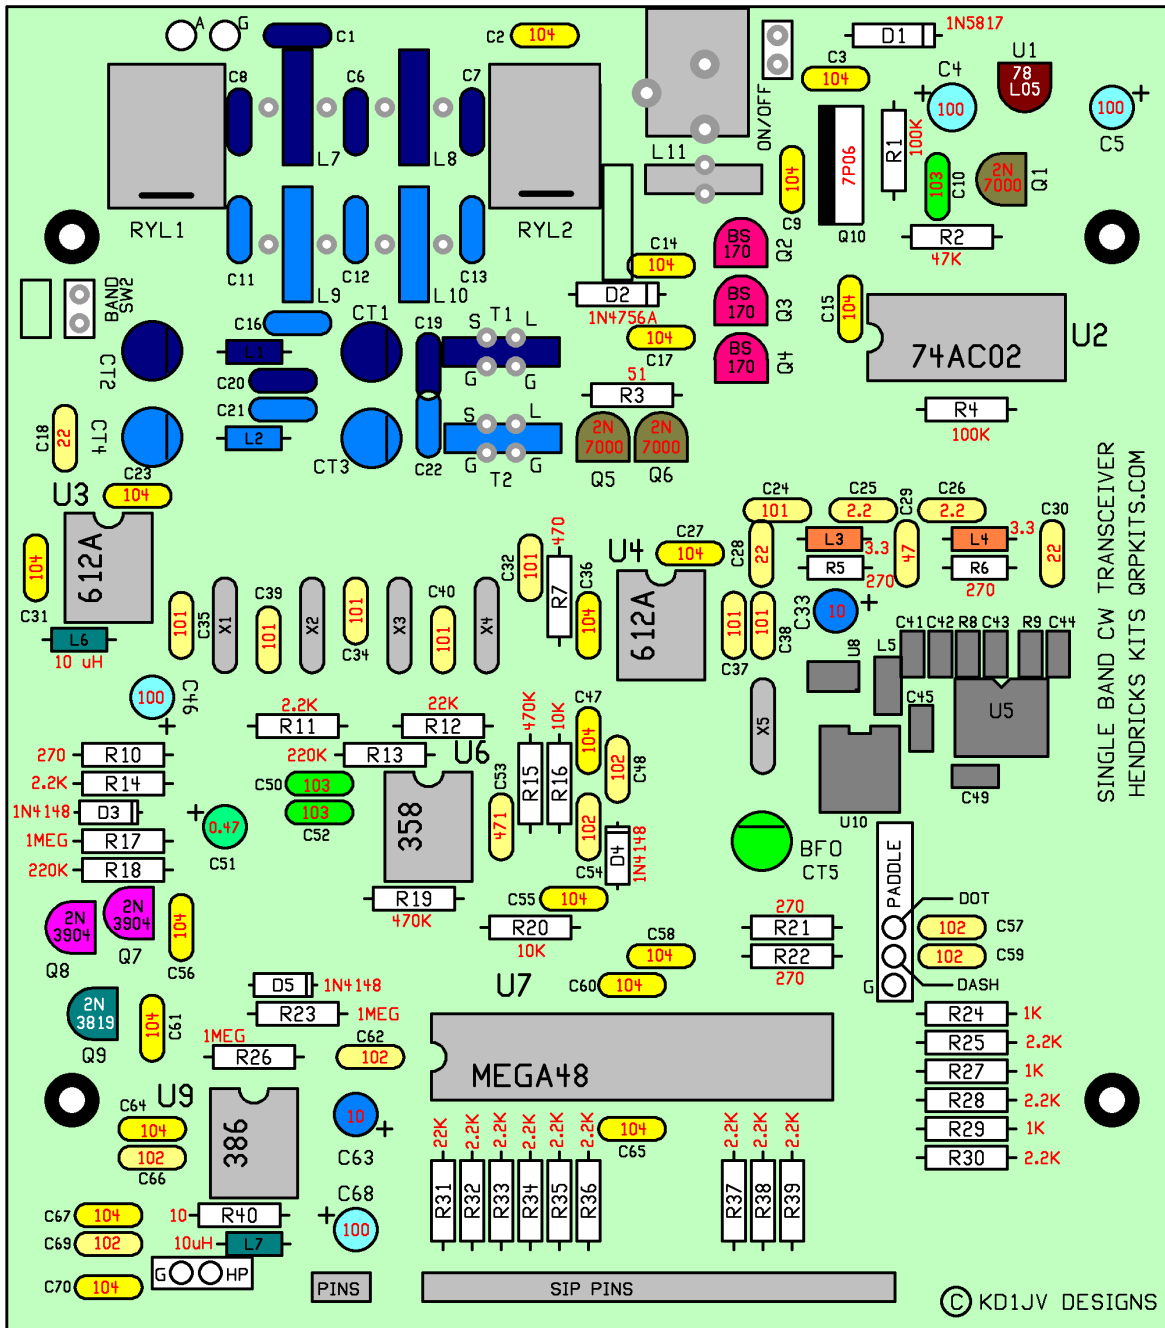 A
G
C1
C2
104
D1
1N5817
U1
78
L05
C3
104
C4
100
C5
100
C8
C6
C7
ON/OFF
L7
L8
L11
7P06
Q10
R1
100K
103
C10
2N
7000
Q1
104
C9
RYL1
RYL2
R2
47K
C11
C12
C13
C14
104
BS
170
Q2
BAND
SW2
L9
L10
D2
1N4756A
BS
170
Q3
C15
104
74AC02
U2
C16
CT1
C19
S
T1
L
G
G
104
C17
BS
170
Q4
CT2
L1
C20
C21
51
R3
R4
100K
C18
22
CT4
L2
CT3
C22
S
L
G
G
T2
2N
7000
Q5
2N
7000
Q6
C23
104
U3
612A
C31
104
L6
10 uH
SINGLE BAND CW TRANSCEIVER
HENDRICKS KITS QRPKITS.COM
C24
101
C25
2.2
C29
47
C26
2.2
C30
22
C27
104
C28
22
L3
3.3
R5
270
L4
3.3
R6
270
C32
101
470
R7
C36
104
U4
612A
101
C35
X1
C39
101
X2
101
C34
X3
C40
101
X4
101
C37
101
C38
C33
10
U8
L5
C41
C42
R8
C43
R9
C44
C45
U5
C49
U10
X5
100
C46
2.2K
R11
22K
R12
220K
R13
U6
358
470K
R15
10K
R16
C47
104
102
C48
270
R10
2.2K
R14
1N4148
D3
1MEG
R17
220K
R18
C50
103
103
C52
0.47
C51
C53
471
102
C54
D4
1N4148
BFO
CT5
R19
470K
C55
104
R20
10K
270
R21
R22
270
PADDLE
DOT
DASH
G
102
C57
102
C59
2N
3904
Q8
2N
3904
Q7
104
C56
C58
104
C60
104
U7
D5
1N4148
R23
1MEG
2N
3819
Q9
104
C61
1MEG
R26
C62
102
MEGA48
R24
1K
R25
2.2K
R27
1K
R28
2.2K
R29
1K
R30
2.2K
U9
386
C64
104
102
C66
10
C63
22K
R31
2.2K
R32
2.2K
R33
2.2K
R34
2.2K
R35
2.2K
R36
104
C65
2.2K
R37
2.2K
R38
2.2K
R39
C67
104
C69
102
C70
104
10
R40
10uH
L7
G
HP
C68
100
PINS
SIP PINS
© KD1JV DESIGNS